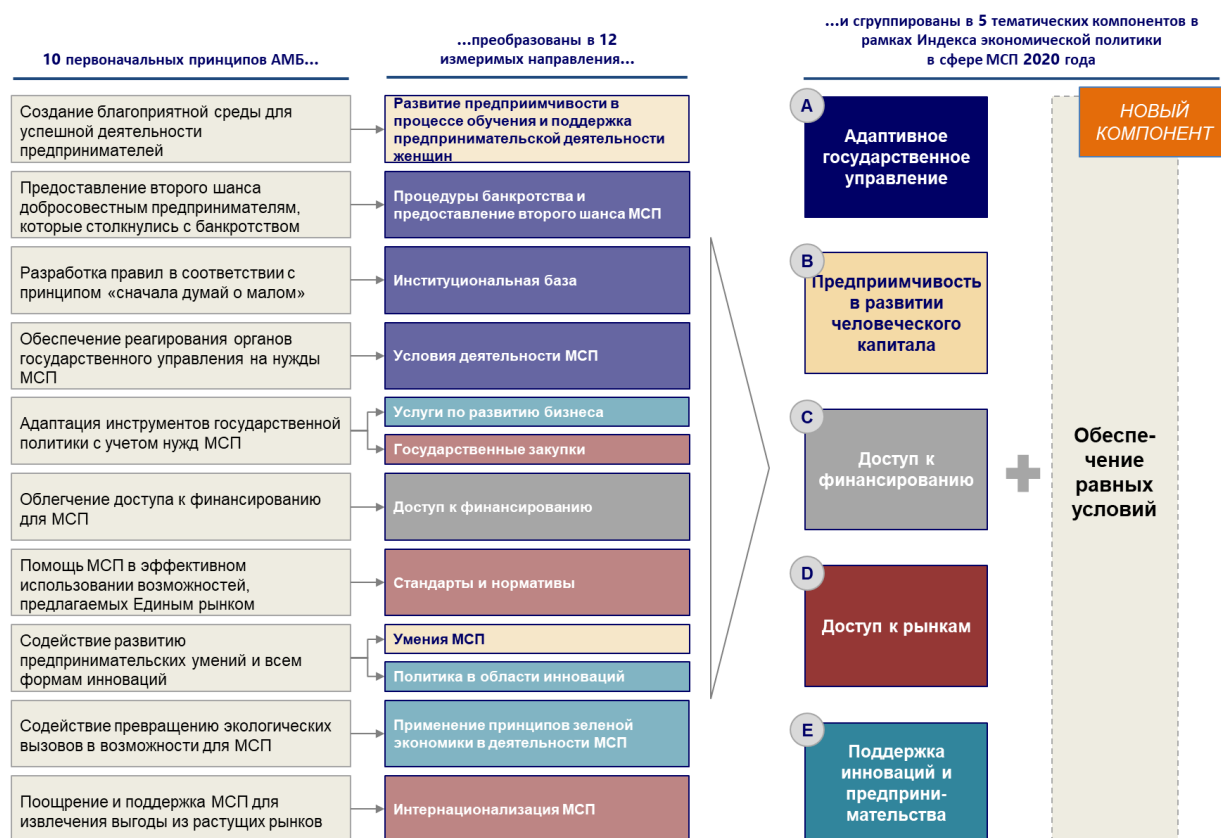 10 первоначальных принципов АМБ...
...преобразованы в 12
измеримых направления...
...и сгруппированы в 5 тематических компонентов в
рамках Индекса экономической политики
в сфере МСП 2020 года
Создание благоприятной среды для
успешной деятельности
предпринимателей
Предоставление второго шанса
добросовестным предпринимателям,
которые столкнулись с банкротством
Разработка правил в соответствии с
принципом «сначала думай о малом»
Обеспечение реагирования органов
государственного управления на нужды
МСП
Адаптация инструментов государственной
политики с учетом нужд МСП
Облегчение доступа к финансированию
для МСП
Помощь МСП в эффективном
использовании возможностей,
предлагаемых Единым рынком
Содействие развитию
предпринимательских умений и всем
формам инноваций
Содействие превращению экологических
вызовов в возможности для МСП
Поощрение и поддержка МСП для
извлечения выгоды из растущих рынков
Развитие предприимчивости в
процессе обучения и поддержка
предпринимательской деятельности
женщин
Процедуры банкротства и
предоставление второго шанса МСП
Институциональная база
Условия деятельности МСП
Услуги по развитию бизнеса
Государственные закупки
Доступ к финансированию
Стандарты и нормативы
Умения МСП
Политика в области инноваций
Применение принципов зеленой
экономики в деятельности МСП
Интернационализация МСП
A
Адаптивное
государственное
управление
B
Предприимчивость
в развитии
человеческого
капитала
C
Доступ к
финансированию
D
Доступ к рынкам
E
Поддержка
инноваций и
предприни-
мательства
НОВЫЙ
КОМПОНЕНТ
Обеспе-
чение
равных
условий